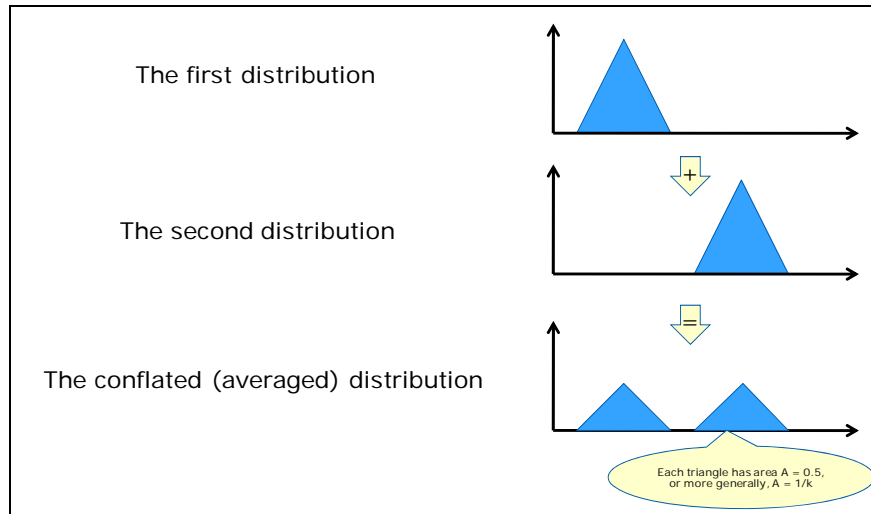 The first distribution
+
The second distribution
=
The conflated (averaged) distribution
Each triangle has area A = 0.5,
or more generally, A = 1/k